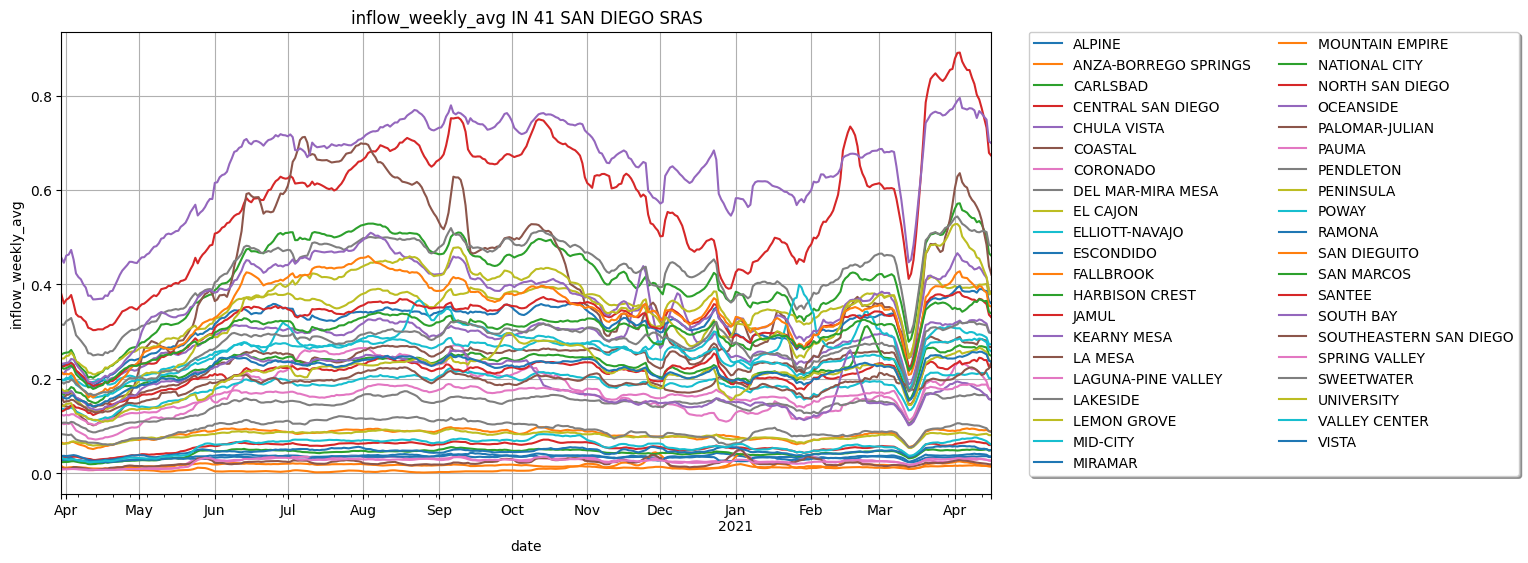 inflow_weekly_avg IN 41 SAN DIEGO SRAS
inflow_weekly_avg
0.8
0.6
0.4
0.2
0.0
Apr May Jun Jul Aug Sep Oct Nov Dec Jan Feb Mar Apr
2021
date
ALPINE
ANZA-BORREGO SPRINGS
CARLSBAD
CENTRAL SAN DIEGO
CHULA VISTA
COASTAL
CORONADO
DEL MAR-MIRA MESA
EL CAJON
ELLIOTT-NAVAJO
ESCONDIDO
FALLBROOK
HARBISON CREST
JAMUL
KEARNY MESA
LA MESA
LAGUNA-PINE VALLEY
LAKESIDE
LEMON GROVE
MID-CITY
MIRAMAR
MOUNTAIN EMPIRE
NATIONAL CITY
NORTH SAN DIEGO
OCEANSIDE
PALOMAR-JULIAN
PAUMA
PENDLETON
PENINSULA
POWAY
RAMONA
SAN DIEGUITO
SAN MARCOS
SANTEE
SOUTH BAY
SOUTHEASTERN SAN DIEGO
SPRING VALLEY
SWEETWATER
UNIVERSITY
VALLEY CENTER
VISTA